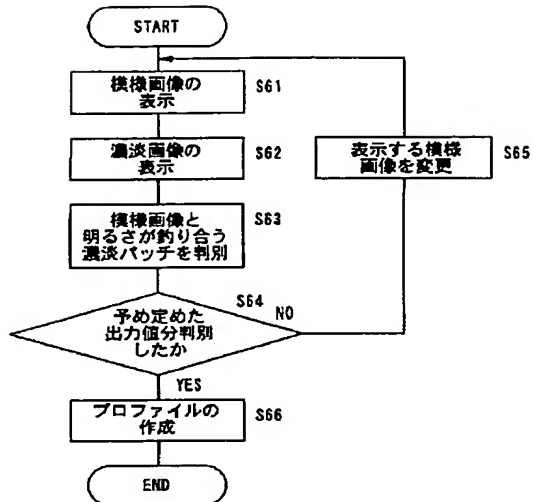 START
模様画像の
表示
S61
濃淡画像の
表示
S62
表示する模様
画像を変更
S65
模様画像と
明るさが釣り合う
濃淡パッチを判別
S63
S64
予め定めた
出力値分判別
したか
NO
YES
プロファイルの
作成
S66
END